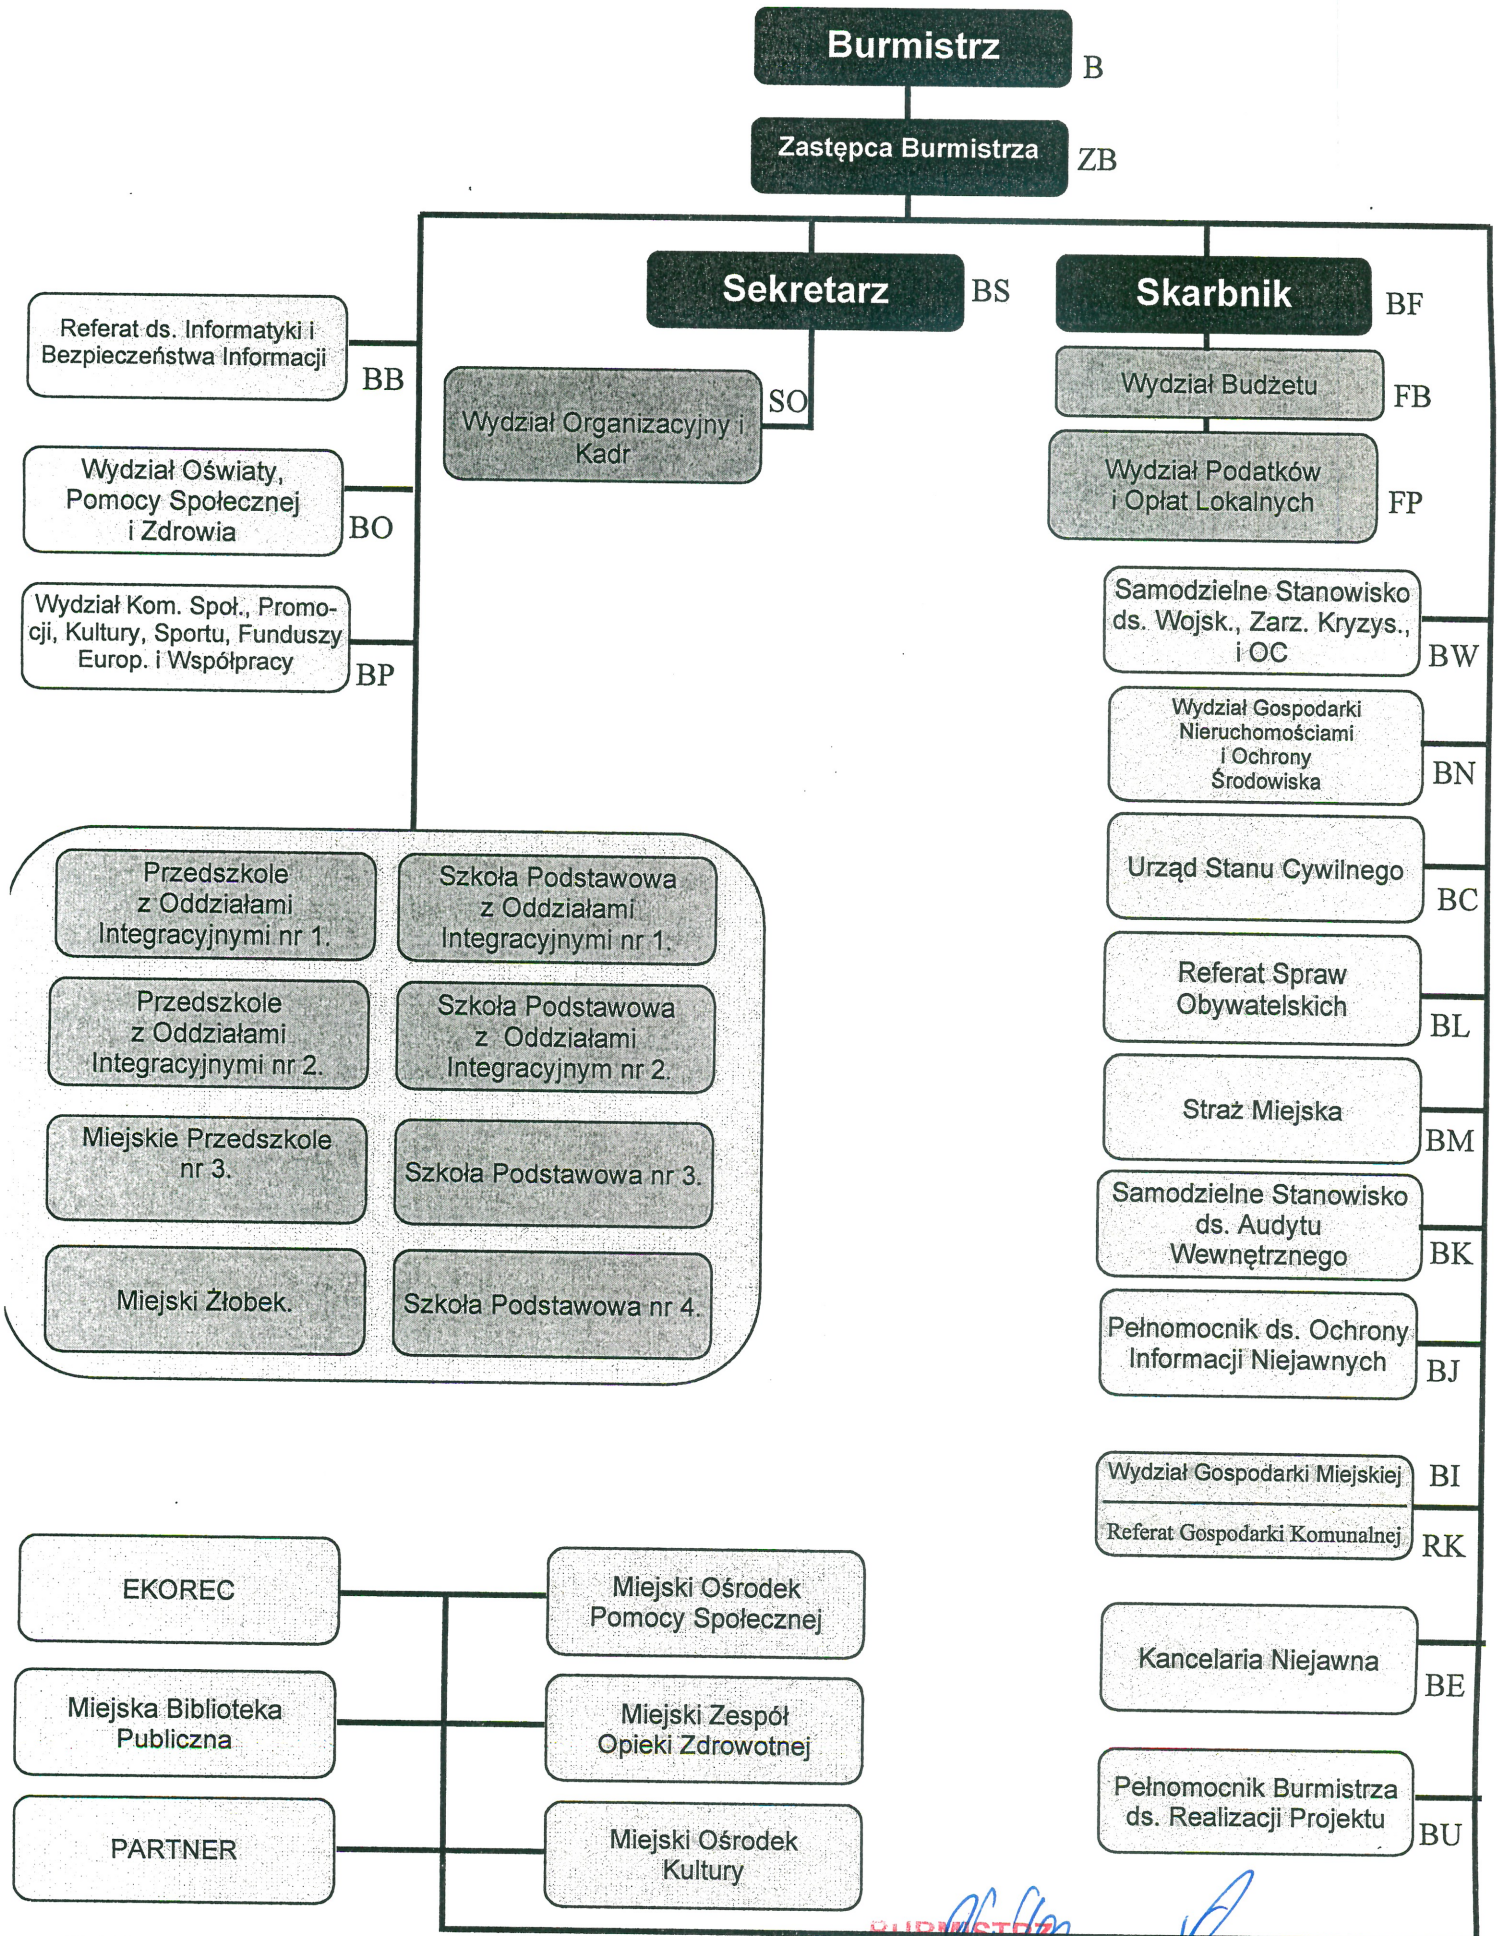 Burmistrz
B
Zastępca Burmistrza
ZB
Sekretarz
BS
Skarbnik
BF
Referat ds. Informatyki i
Bezpieczeństwa Informacji
BB
Wydział Organizacyjny i
Kadr
SO
Wydział Budżetu
FB
Wydział Oświaty,
Pomocy Społecznej
i Zdrowia
BO
Wydział Podatków
i Opłat Lokalnych
FP
Wydział Kom. Społ., Promo-
cji, Kultury, Sportu, Funduszy
Europ. i Współpracy
BP
Samodzielne Stanowisko
ds. Wojsk., Zarz. Kryzys.,
i OC
BW
Wydział Gospodarki
Nieruchomościami
i Ochrony
Środowiska
BN
Urząd Stanu Cywilnego
BC
Referat Spraw
Obywatelskich
BL
Straż Miejska
BM
Samodzielne Stanowisko
ds. Audytu
Wewnętrznego
BK
Pełnomocnik ds. Ochrony
Informacji Niejawnych
BJ
Wydział Gospodarki Miejskiej
BI
Referat Gospodarki Komunalnej
RK
Kancelaria Niejawna
BE
Pełnomocnik Burmistrza
ds. Realizacji Projektu
BU
Przedszkole
z Oddziałami
Integracyjnymi nr 1.
Szkoła Podstawowa
z Oddziałami
Integracyjnymi nr 1.
Przedszkole
z Oddziałami
Integracyjnymi nr 2.
Szkoła Podstawowa
z Oddziałami
Integracyjnym nr 2.
Miejskie Przedszkole
nr 3.
Szkoła Podstawowa nr 3.
Miejski Żłobek.
Szkoła Podstawowa nr 4.
EKOREC
Miejski Ośrodek
Pomocy Społecznej
Miejska Biblioteka
Publiczna
Miejski Zespół
Opieki Zdrowotnej
PARTNER
Miejski Ośrodek
Kultury
BURMISTRZ